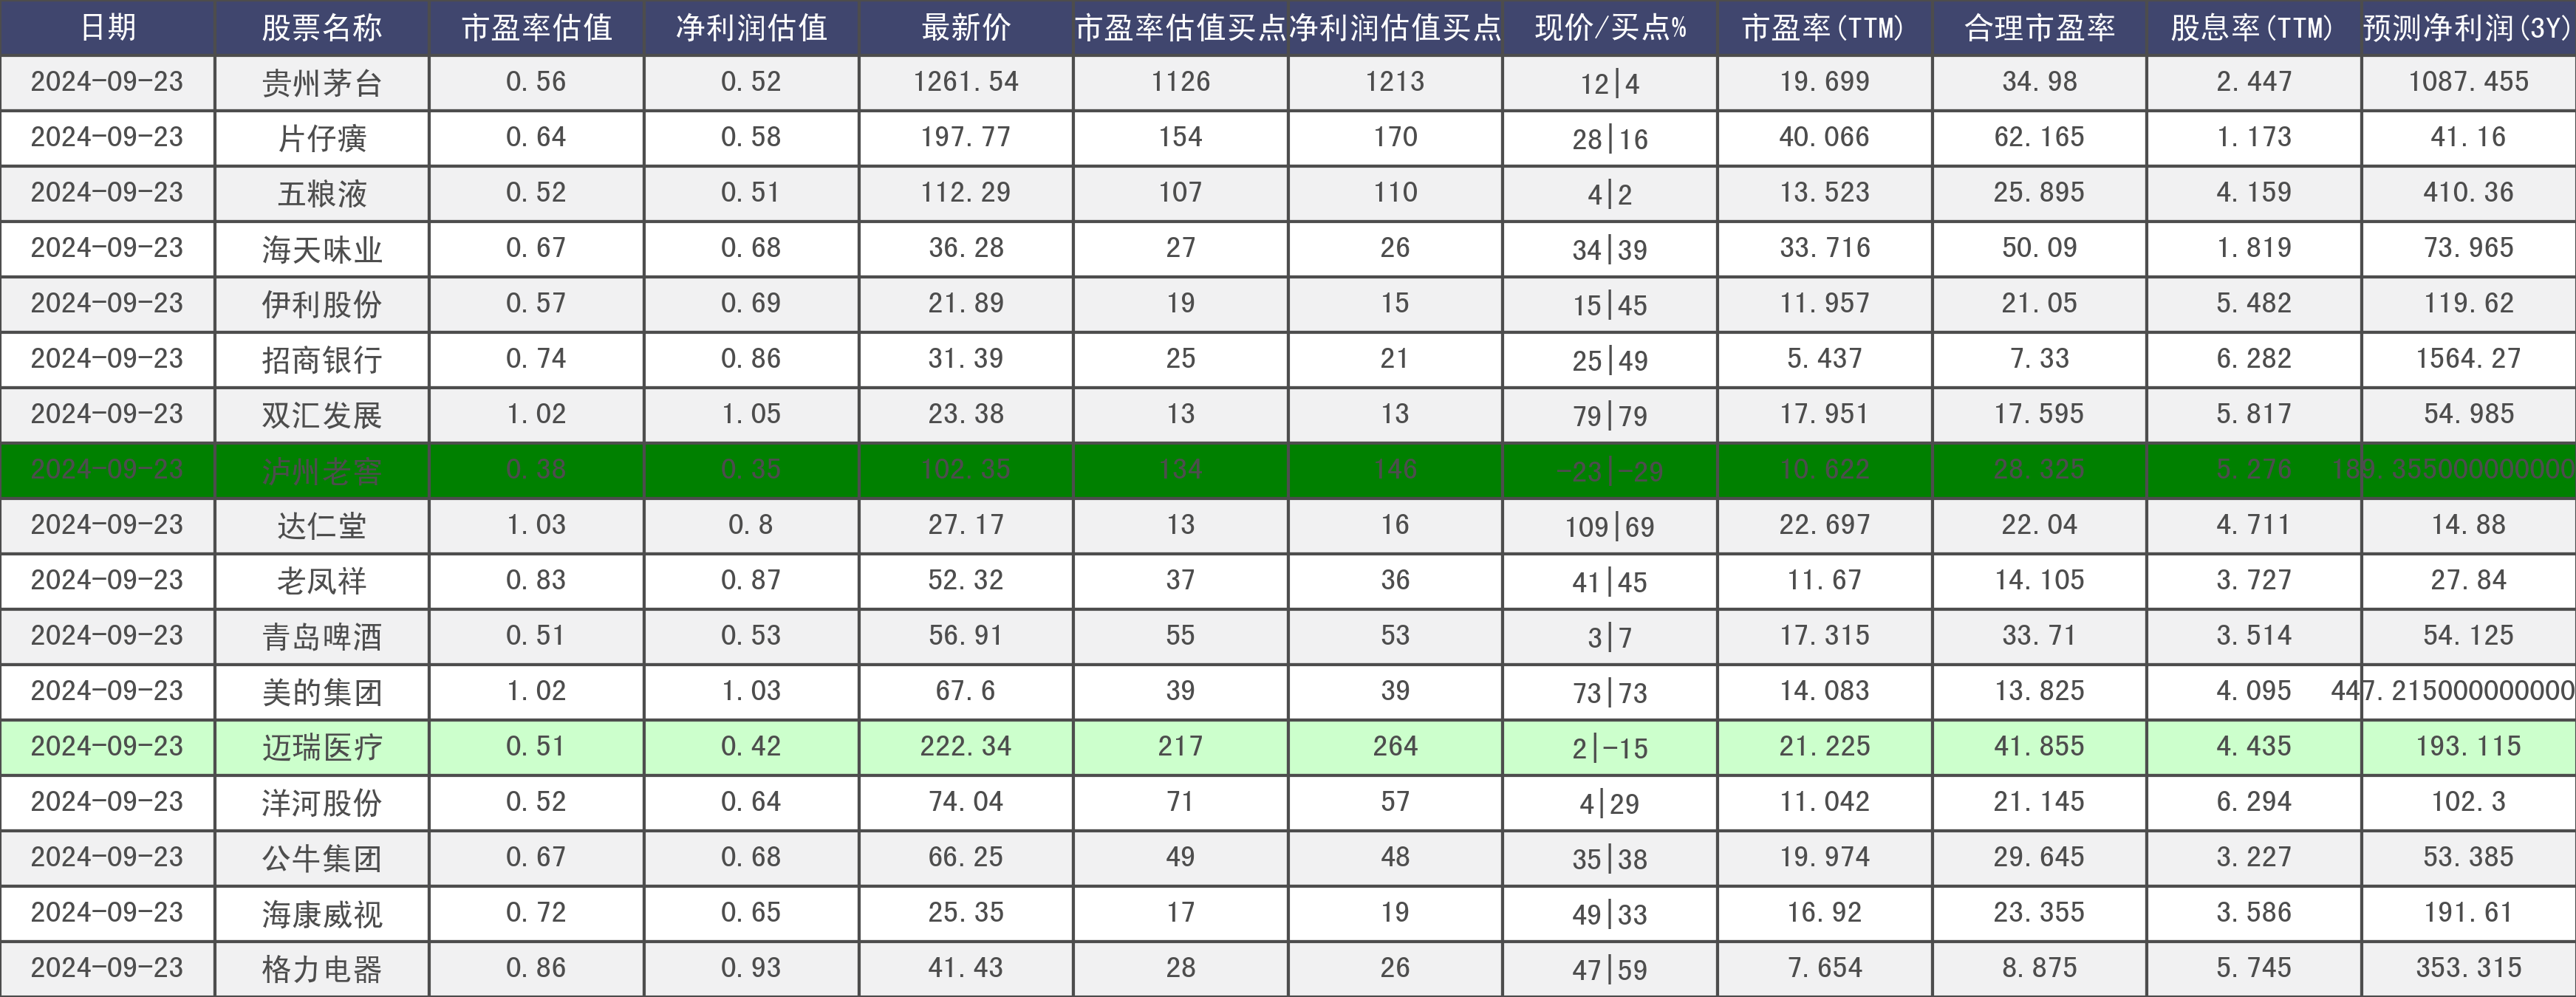 日期 股票名称 市盈率估值 净利润估值 最新价 市盈率估值买点 净利润估值买点 现价/买点% 市盈率(TTM) 合理市盈率 股息率(TTM) 预测净利润(3Y)
2024-09-23 贵州茅台 0.56 0.52 1261.54 1126 1213 12|4 19.699 34.98 2.447 1087.455
2024-09-23 片仔癀 0.64 0.58 197.77 154 170 28|16 40.066 62.165 1.173 41.16
2024-09-23 五粮液 0.52 0.51 112.29 107 110 4|2 13.523 25.895 4.159 410.36
2024-09-23 海天味业 0.67 0.68 36.28 27 26 34|39 33.716 50.09 1.819 73.965
2024-09-23 伊利股份 0.57 0.69 21.89 19 15 15|45 11.957 21.05 5.482 119.62
2024-09-23 招商银行 0.74 0.86 31.39 25 21 25|49 5.437 7.33 6.282 1564.27
2024-09-23 双汇发展 1.02 1.05 23.38 13 13 79|79 17.951 17.595 5.817 54.985
2024-09-23 泸州老窖 0.38 0.35 102.35 134 146 -23|-29 10.622 28.325 5.276 189.3550000000000
2024-09-23 达仁堂 1.03 0.8 27.17 13 16 109|69 22.697 22.04 4.711 14.88
2024-09-23 老凤祥 0.83 0.87 52.32 37 36 41|45 11.67 14.105 3.727 27.84
2024-09-23 青岛啤酒 0.51 0.53 56.91 55 53 3|7 17.315 33.71 3.514 54.125
2024-09-23 美的集团 1.02 1.03 67.6 39 39 73|73 14.083 13.825 4.095 447.215000000000
2024-09-23 迈瑞医疗 0.51 0.42 222.34 217 264 2|-15 21.225 41.855 4.435 193.115
2024-09-23 洋河股份 0.52 0.64 74.04 71 57 4|29 11.042 21.145 6.294 102.3
2024-09-23 公牛集团 0.67 0.68 66.25 49 48 35|38 19.974 29.645 3.227 53.385
2024-09-23 海康威视 0.72 0.65 25.35 17 19 49|33 16.92 23.355 3.586 191.61
2024-09-23 格力电器 0.86 0.93 41.43 28 26 47|59 7.654 8.875 5.745 353.315